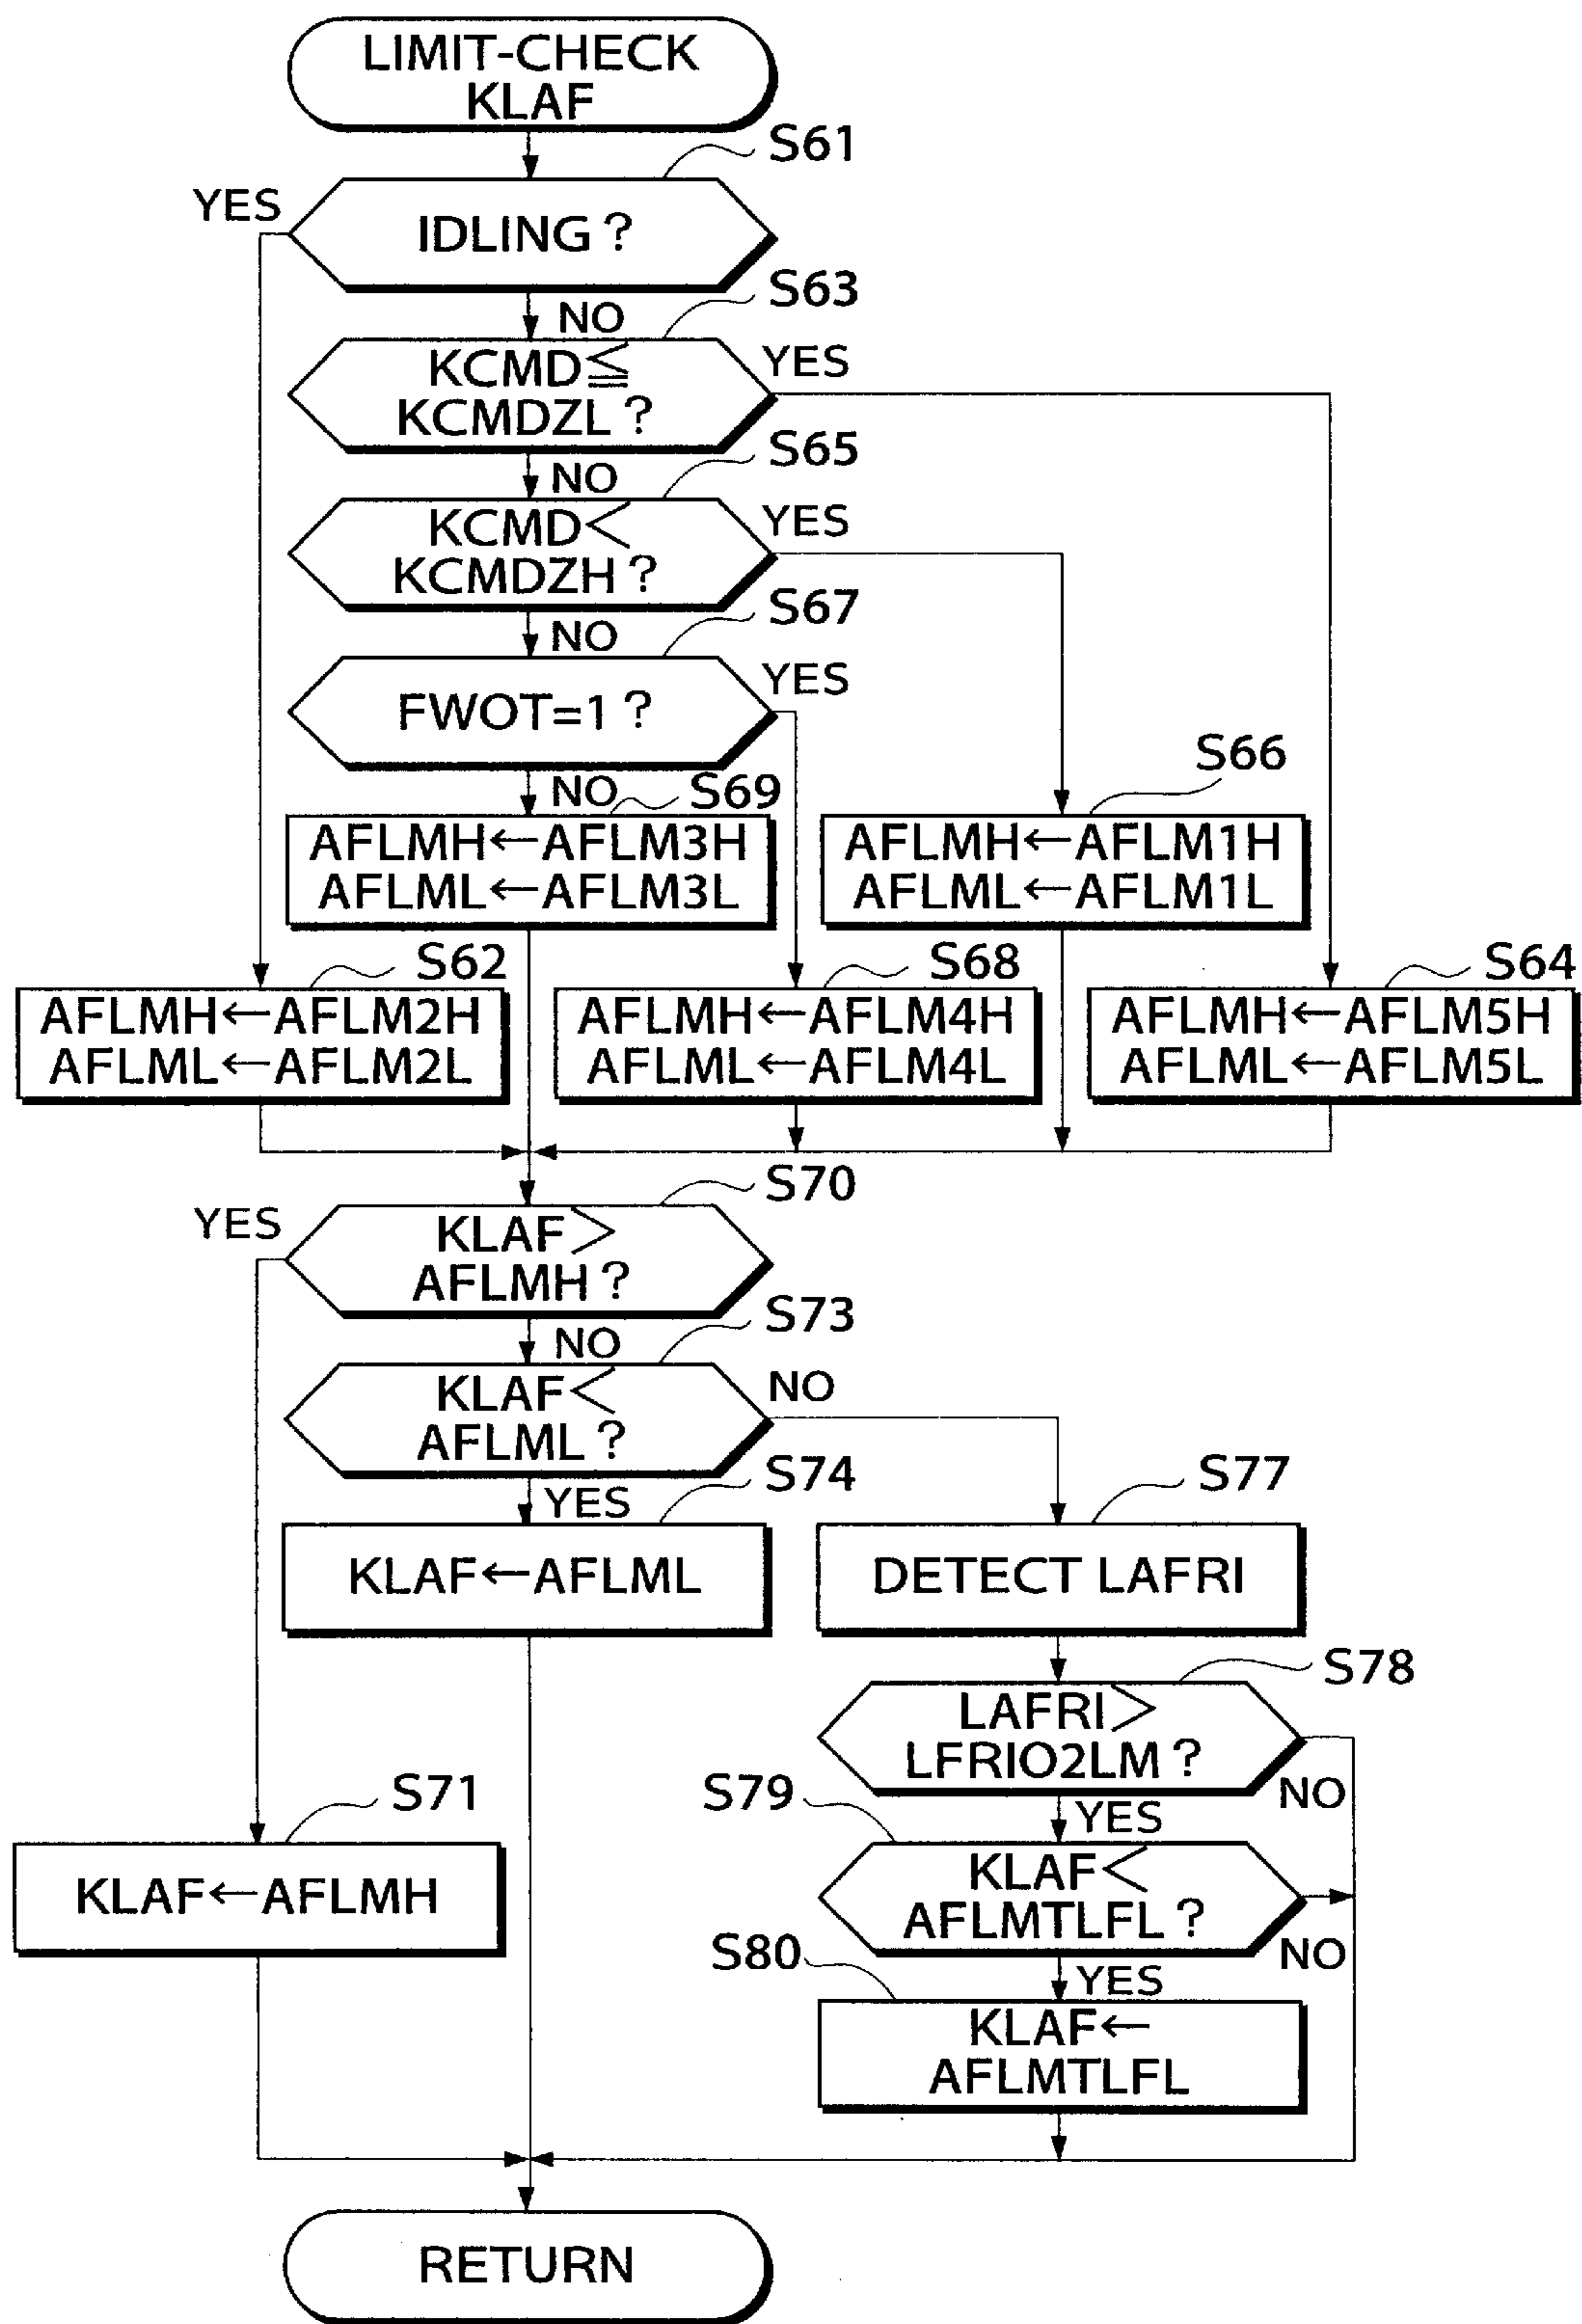 LIMIT-CHECK
KLAF
S61
YES
IDLING?
S63
NO
KCMD≦
KCMDZL?
YES
S65
NO
KCMD<
KCMDZH?
YES
S67
NO
FWOT=1?
YES
S66
NO
S69
AFLMH←AFLM3H
AFLML←AFLM3L
AFLMH←AFLM1H
AFLML←AFLM1L
S62
S68
S64
AFLMH←AFLM2H
AFLML←AFLM2L
AFLMH←AFLM4H
AFLML←AFLM4L
AFLMH←AFLM5H
AFLML←AFLM5L
S70
YES
KLAF>
AFLMH?
S73
NO
KLAF<
AFLML?
NO
S74
S77
YES
KLAF←AFLML
DETECT LAFRI
S78
LAFRI>
LFRIO2LM?
NO
S71
S79
YES
KLAF←AFLMH
KLAF<
AFLMTLFL?
NO
S80
YES
KLAF←
AFLMTLFL
RETURN